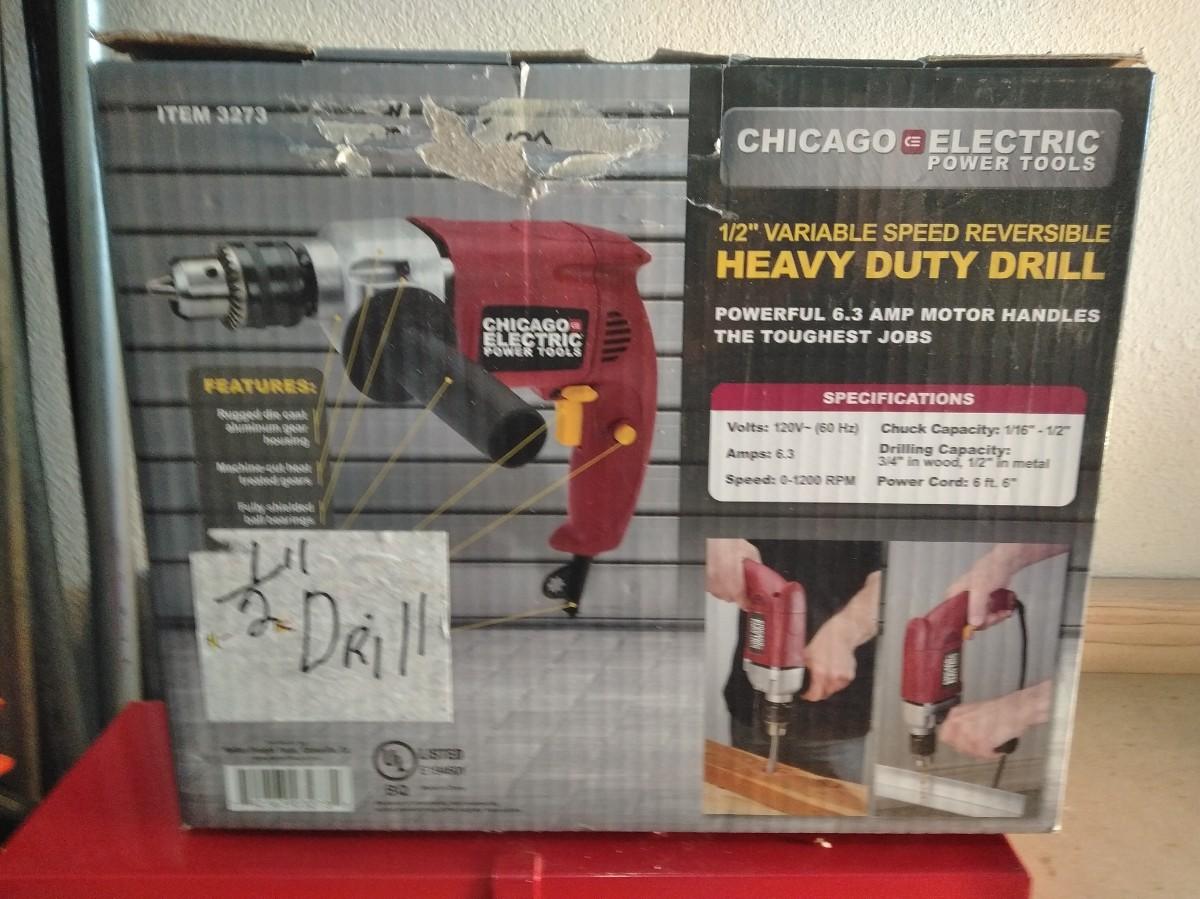 ITEM 3273
CHICAGO ELECTRIC
POWER TOOLS
1/2" VARIABLE SPEED REVERSIBLE
HEAVY DUTY DRILL
POWERFUL 6.3 AMP MOTOR HANDLES
THE TOUGHEST JOBS
SPECIFICATIONS
Volts: 120V~ (60 Hz)
Amps: 6.3
Speed: 0-1200 RPM
Chuck Capacity: 1/16" - 1/2"
Drilling Capacity:
3/4" in wood, 1/2" in metal
Power Cord: 6 ft. 6"
CHICAGO
ELECTRIC
POWER TOOLS
FEATURES:
Rugged die cast
aluminum gear
housing
Machine-cut heat
treated gears
Fully shielded
ball bearings
Drill
UL
LISTED